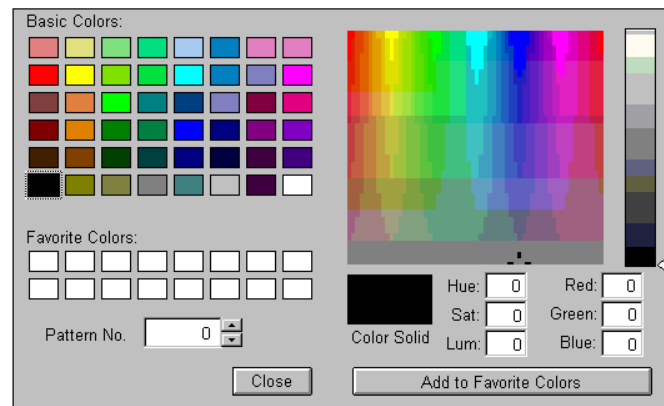 Basic Colors:
Favorite Colors:
Pattern No. 0
Close
Color Solid
Hue: 0 Red: 0
Sat: 0 Green: 0
Lum: 0 Blue: 0
Add to Favorite Colors